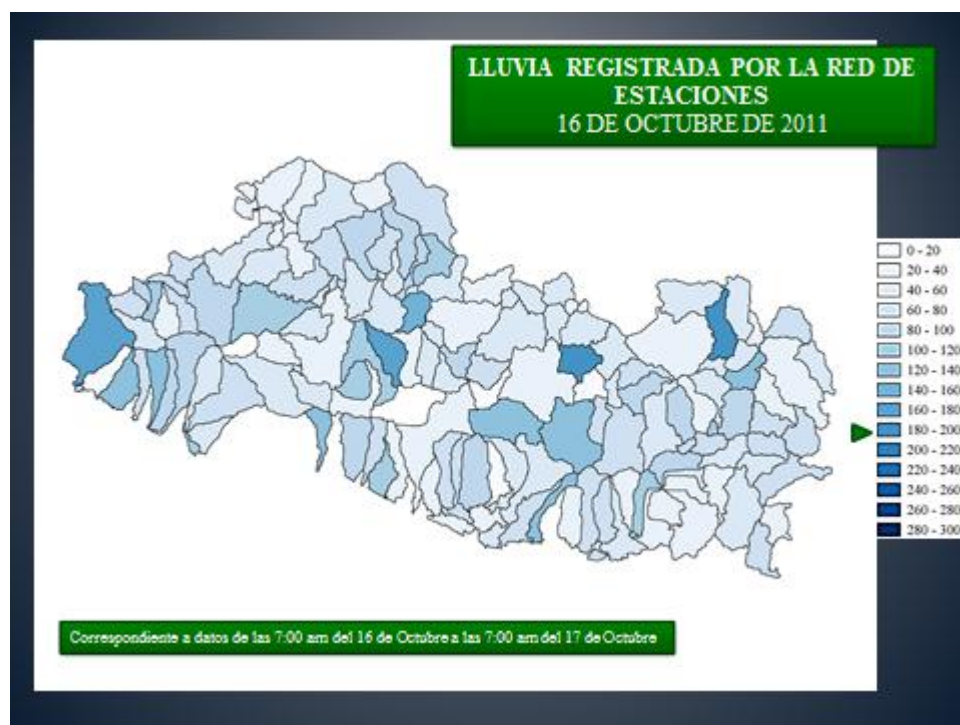 LLUVIA REGISTRADA POR LA RED DE
ESTACIONES
16 DE OCTUBRE DE 2011
0 - 20
20 - 40
40 - 60
60 - 80
80 - 100
100 - 120
120 - 140
140 - 160
160 - 180
180 - 200
200 - 220
220 - 240
240 - 260
260 - 280
280 - 300
Correspondiente a datos de las 7:00 am del 16 de Octubre a las 7:00 am del 17 de Octubre